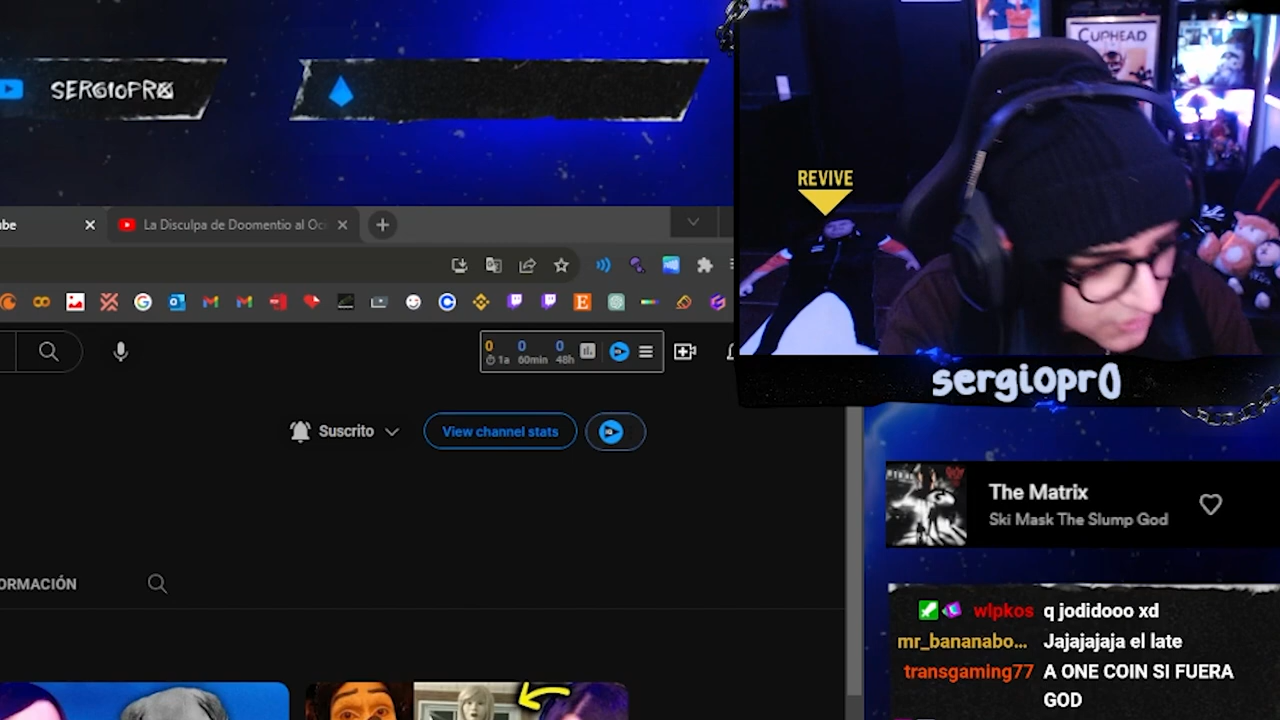 SERGIOPR0
CUPHEAD
REVIVE
La Disculpa de Doomentio al Oc
0 0 0
1a 60min 48h
sergi0pr0
Suscrito
View channel stats
The Matrix
Ski Mask The Slump God
ORMACIÓN
wlpkos q jodidooo xd
mr_bananabo... Jajajajaja el late
transgaming77 A ONE COIN SI FUERA
GOD